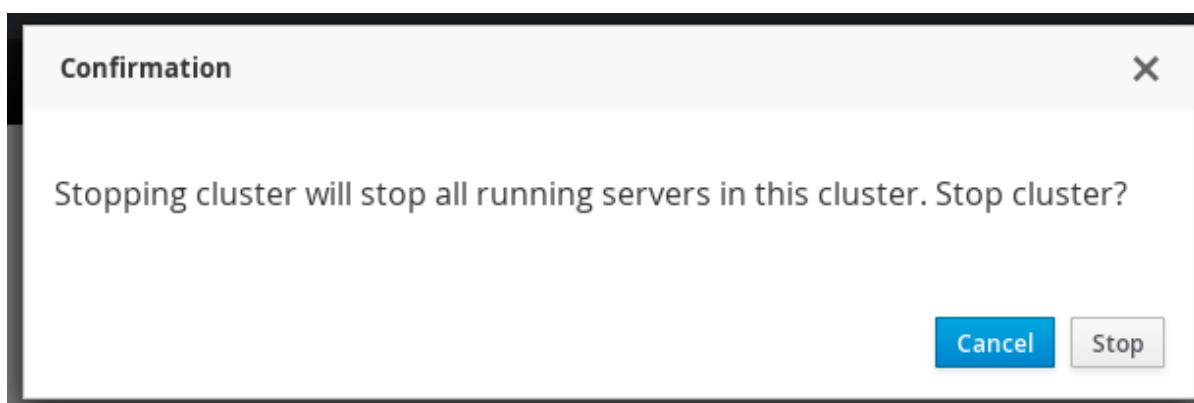 Confirmation
Stopping cluster will stop all running servers in this cluster. Stop cluster?
Cancel Stop